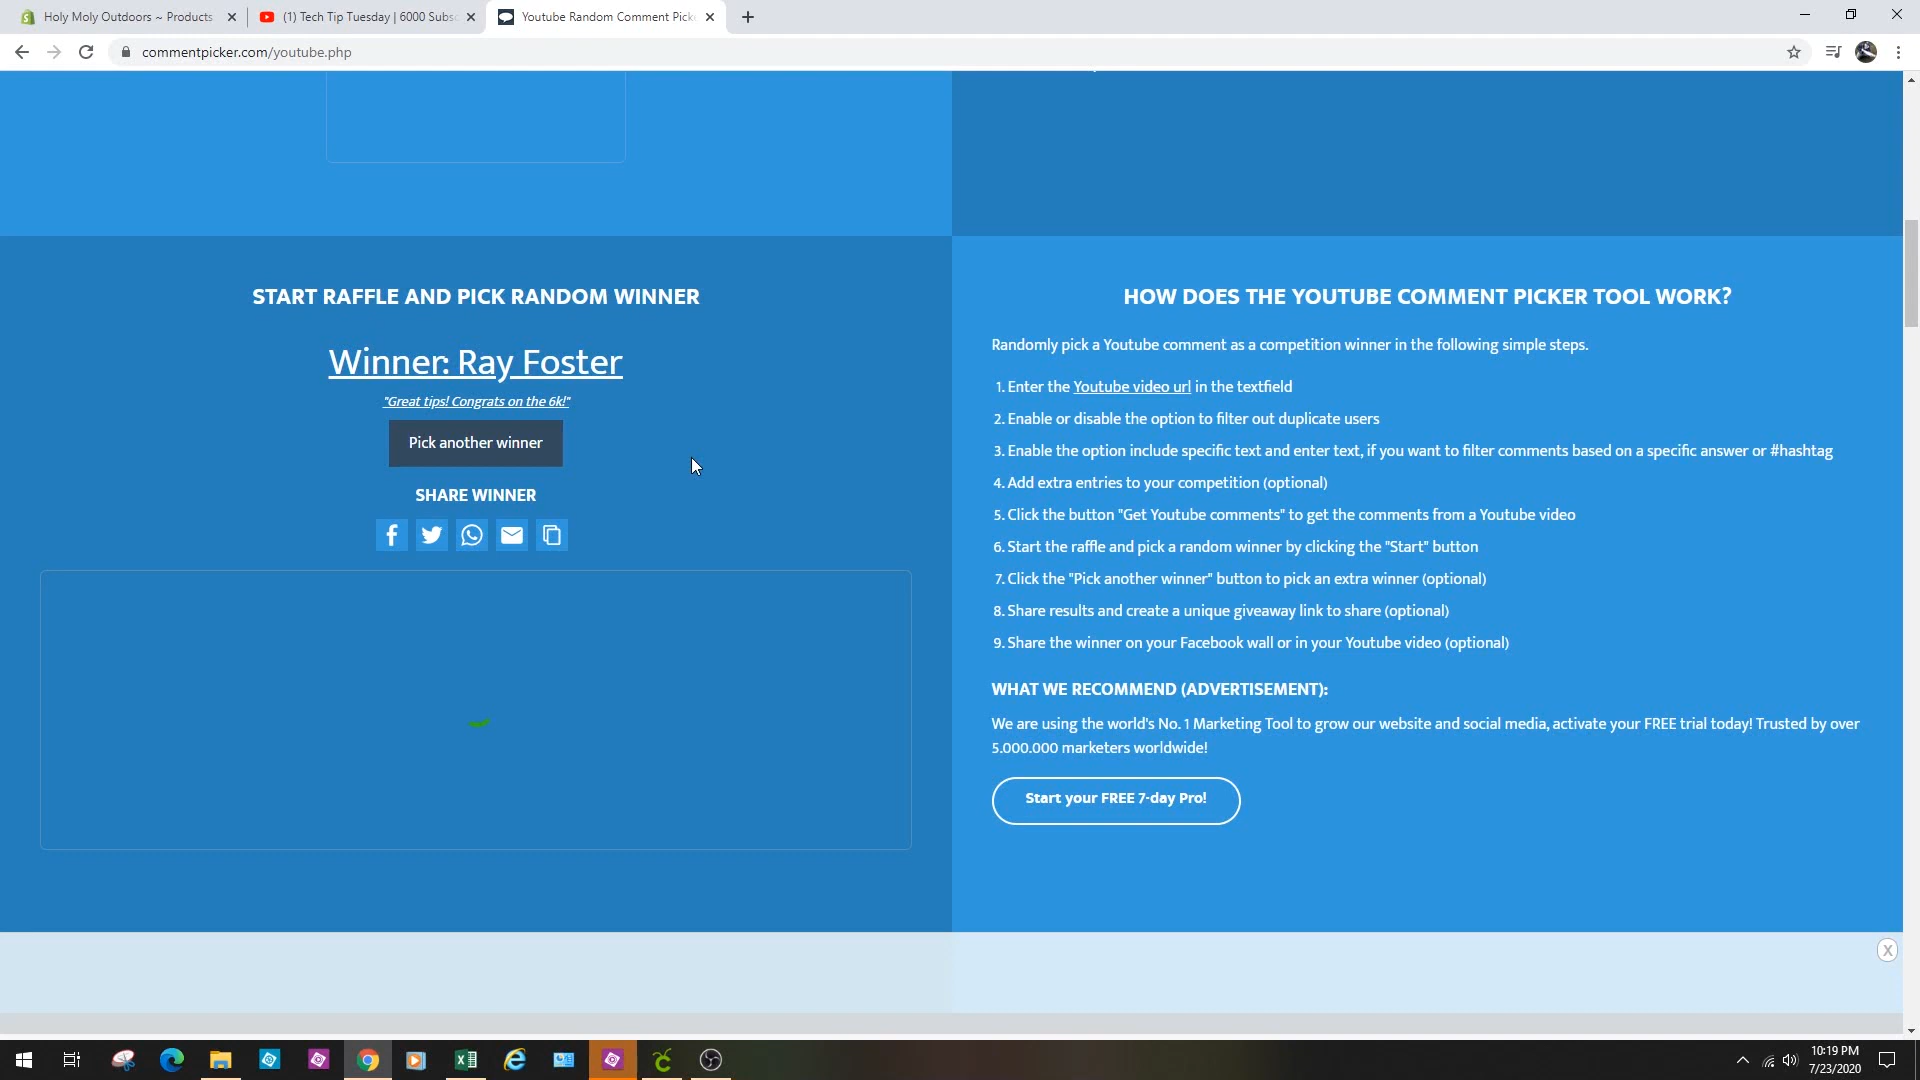 Holy Moly Outdoors ~ Products
(1) Tech Tip Tuesday | 6000 Subsc
Youtube Random Comment Pick
commentpicker.com/youtube.php
START RAFFLE AND PICK RANDOM WINNER
Winner: Ray Foster
"Great tips! Congrats on the 6k!"
Pick another winner
SHARE WINNER
HOW DOES THE YOUTUBE COMMENT PICKER TOOL WORK?
Randomly pick a Youtube comment as a competition winner in the following simple steps.
1. Enter the Youtube video url in the textfield
2. Enable or disable the option to filter out duplicate users
3. Enable the option include specific text and enter text, if you want to filter comments based on a specific answer or #hashtag
4. Add extra entries to your competition (optional)
5. Click the button "Get Youtube comments" to get the comments from a Youtube video
6. Start the raffle and pick a random winner by clicking the "Start" button
7. Click the "Pick another winner" button to pick an extra winner (optional)
8. Share results and create a unique giveaway link to share (optional)
9. Share the winner on your Facebook wall or in your Youtube video (optional)
WHAT WE RECOMMEND (ADVERTISEMENT):
We are using the world's No. 1 Marketing Tool to grow our website and social media, activate your FREE trial today! Trusted by over
5.000.000 marketers worldwide!
Start your FREE 7-day Pro!
X
10:19 PM
7/23/2020